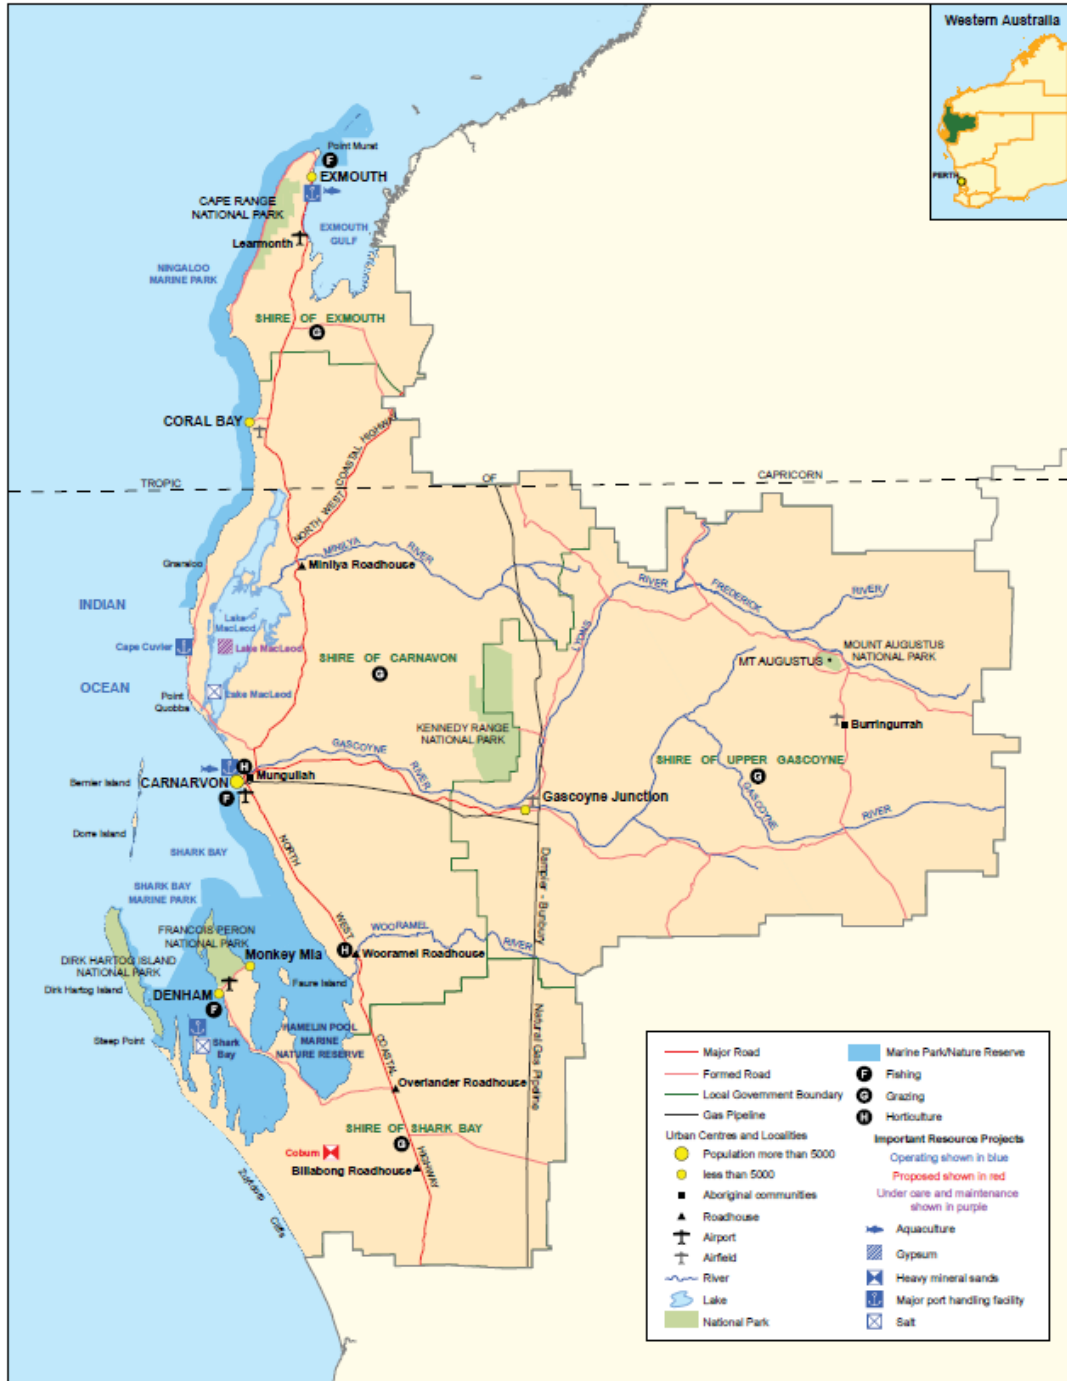 Western Australia
PERTH
Point Murat
EXMOUTH
CAPE RANGE
NATIONAL PARK
EXMOUTH
GULF
Learmonth
NINGALOO
MARINE PARK
SHIRE OF EXMOUTH
CORAL BAY
NORTH WEST COASTAL HIGHWAY
TROPIC
OF
CAPRICORN
MINILYA
RIVER
Minilya Roadhouse
Gnaraloo
LYONS
RIVER
FREDERICK
RIVER
INDIAN
OCEAN
Lake
MacLeod
Cape Cuvier
Lake MacLeod
Lake MacLeod
SHIRE OF CARNAVON
MOUNT AUGUSTUS
NATIONAL PARK
MT AUGUSTUS
Point
Quobba
KENNEDY RANGE
NATIONAL PARK
Burringurrah
SHIRE OF UPPER GASCOYNE
GASCOYNE
RIVER
GASCOYNE
RIVER
Mungullah
Bernier Island
CARNARVON
Gascoyne Junction
Dorre Island
SHARK BAY
NORTH
WEST
COASTAL
HIGHWAY
Dampier - Bunbury
Natural Gas Pipeline
SHARK BAY
MARINE PARK
FRANCOIS PERON
NATIONAL PARK
WOORAMEL
RIVER
Wooramel Roadhouse
Monkey Mia
DIRK HARTOG ISLAND
NATIONAL PARK
Faure Island
Dirk Hartog Island
DENHAM
Steep Point
Shark
Bay
HAMELIN POOL
MARINE
NATURE RESERVE
Overlander Roadhouse
SHIRE OF SHARK BAY
Coburn
Billabong Roadhouse
Zuytdorp
Cliffs
F
F
F
G
G
G
G
H
H
Major Road
Formed Road
Local Government Boundary
Gas Pipeline
Urban Centres and Localities
Population more than 5000
less than 5000
Aboriginal communities
Roadhouse
Airport
Airfield
River
Lake
National Park
Marine Park/Nature Reserve
F Fishing
G Grazing
H Horticulture
Important Resource Projects
Operating shown in blue
Proposed shown in red
Under care and maintenance
shown in purple
Aquaculture
Gypsum
Heavy mineral sands
Major port handling facility
Salt